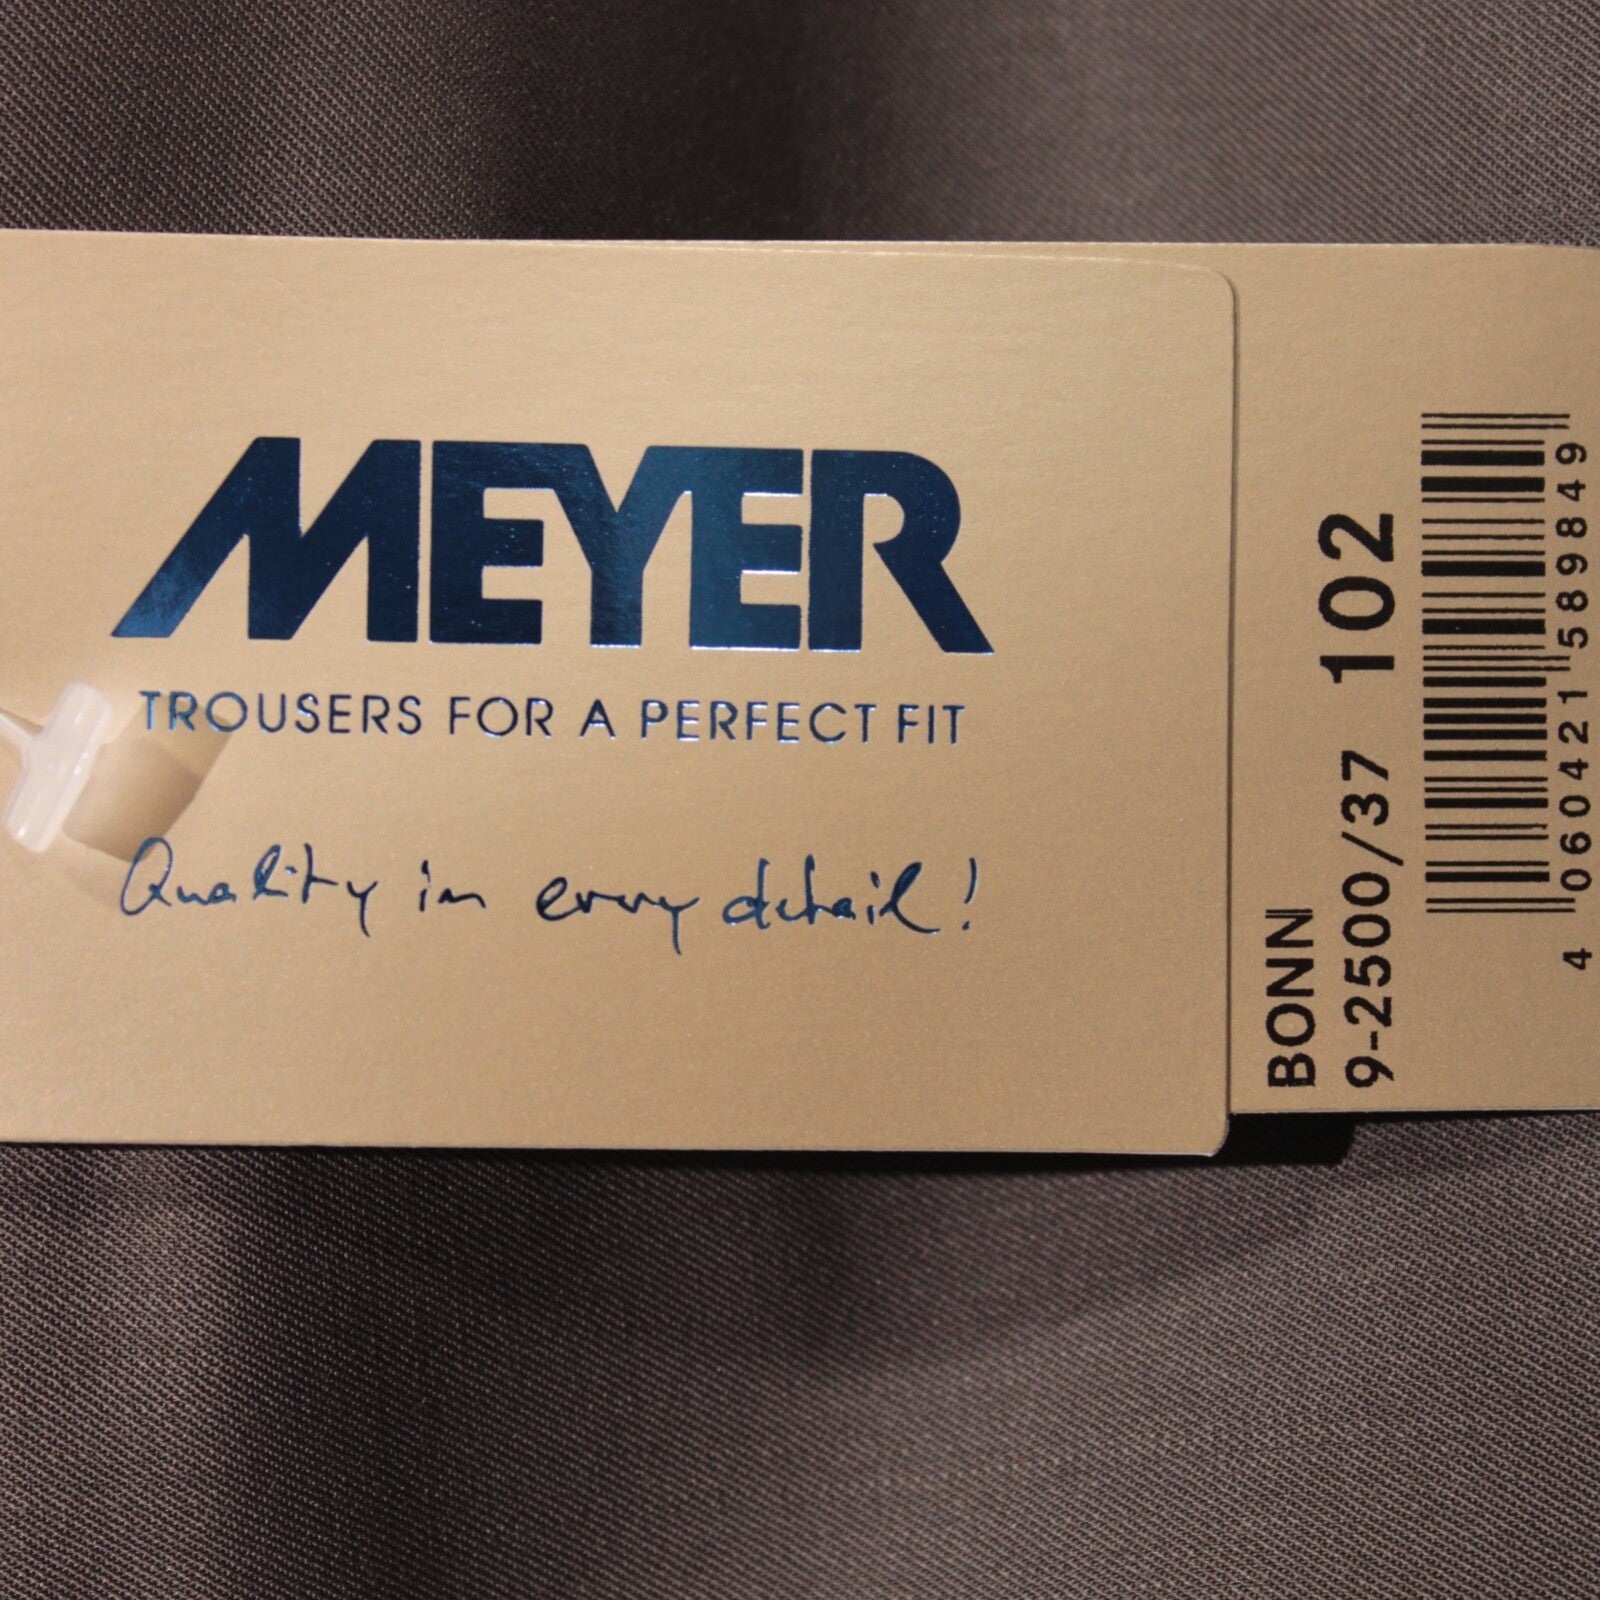 MEYER
TROUSERS FOR A PERFECT FIT
Quality in every detail!
BONN
9-2500/37 102
4 060421 589849